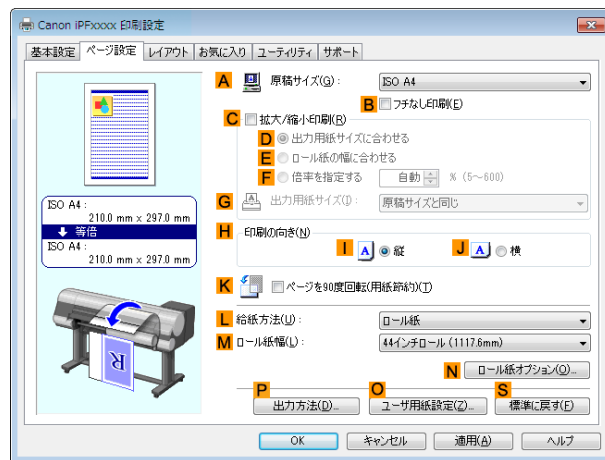 Canon iPFxxxx 印刷設定
基本設定 ページ設定 レイアウト お気に入り ユーティリティ サポート
A 原稿サイズ(G): ISO A4
B フチなし印刷(E)
C 拡大/縮小印刷(R)
D 出力用紙サイズに合わせる
E ロール紙の幅に合わせる
F 倍率を指定する 自動 % (5~600)
G 出力用紙サイズ(I): 原稿サイズと同じ
ISO A4 :
210.0 mm x 297.0 mm
等倍
ISO A4 :
210.0 mm x 297.0 mm
H 印刷の向き(N)
I A 縦 J A 横
K ページを90度回転(用紙節約)(T)
L 給紙方法(U): ロール紙
M ロール紙幅(L): 44インチロール (1117.6mm)
R
N ロール紙オプション(O)...
P O S
出力方法(D)... ユーザ用紙設定(Z)... 標準に戻す(F)
OK キャンセル 適用(A) ヘルプ